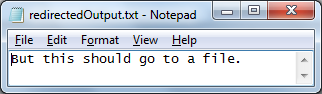 redirectedOutput.txt - Notepad
File Edit Format View Help
But this should go to a file.